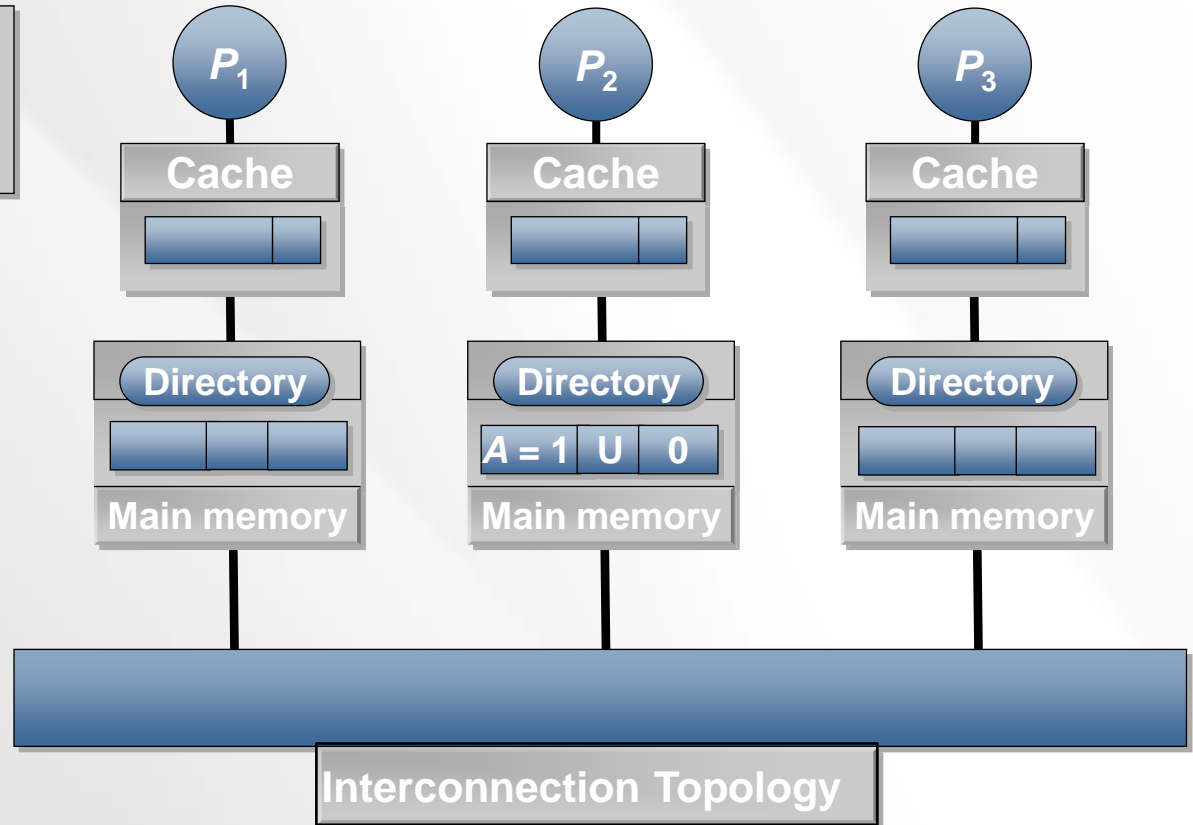 P1 P2 P3
Cache Cache Cache
Directory Directory Directory
A = 1 U 0
Main memory Main memory Main memory
Interconnection Topology